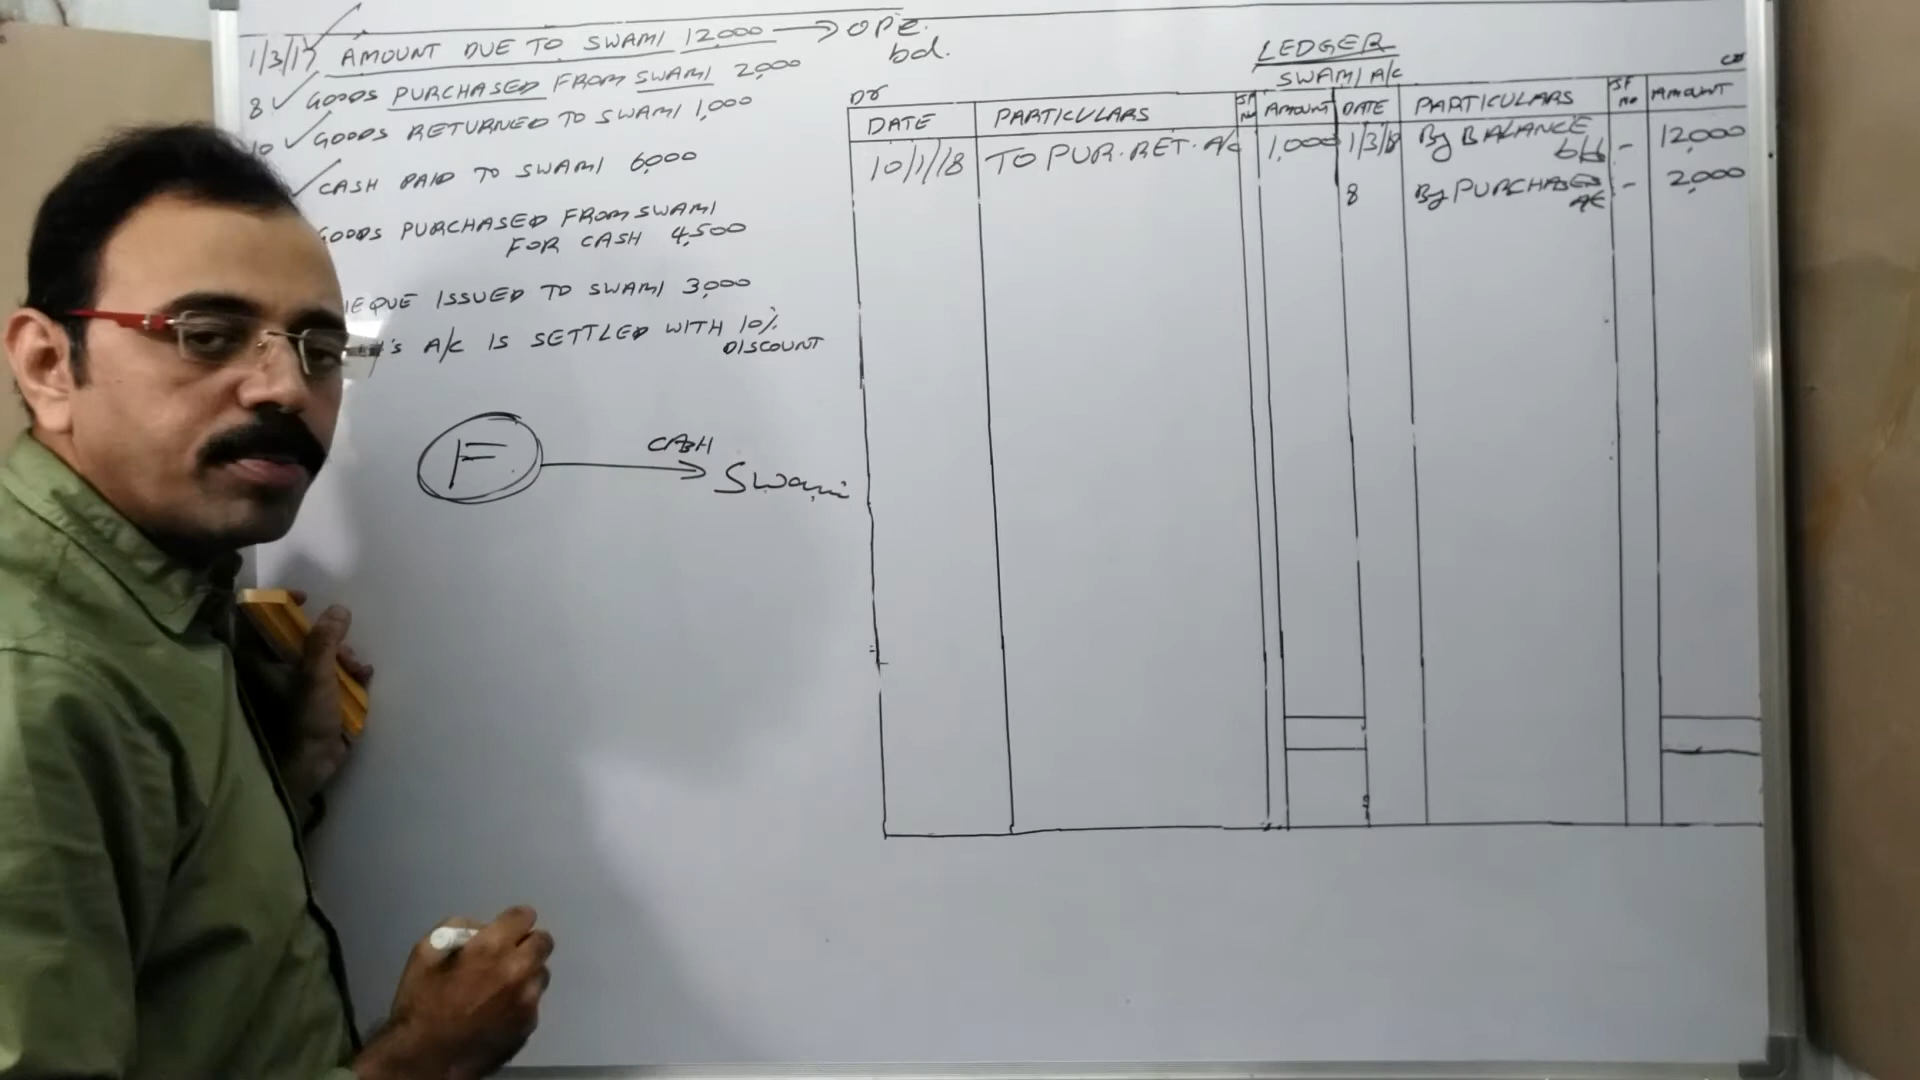 1/3/17 AMOUNT DUE TO SWAMI 12,000 → OPE.
bd.
8 ✓ GOODS PURCHASED FROM SWAMI 2,000
10 ✓ GOODS RETURNED TO SWAMI 1,000
✓ CASH PAID TO SWAMI 6,000
GOODS PURCHASED FROM SWAMI
FOR CASH 4,500
EQUE ISSUED TO SWAMI 3,000
'S A/C IS SETTLED WITH 10%
DISCOUNT
F CASH → Swami
LEDGER
SWAMI A/C
Dr
DATE PARTICULARS AMOUNT DATE PARTICULARS JF NO AMOUNT
10/1/18 TO PUR. RET. A/C 1,000 1/3/18 By BALANCE
b/d - 12,000
8 By PURCHASES
A/C - 2,000